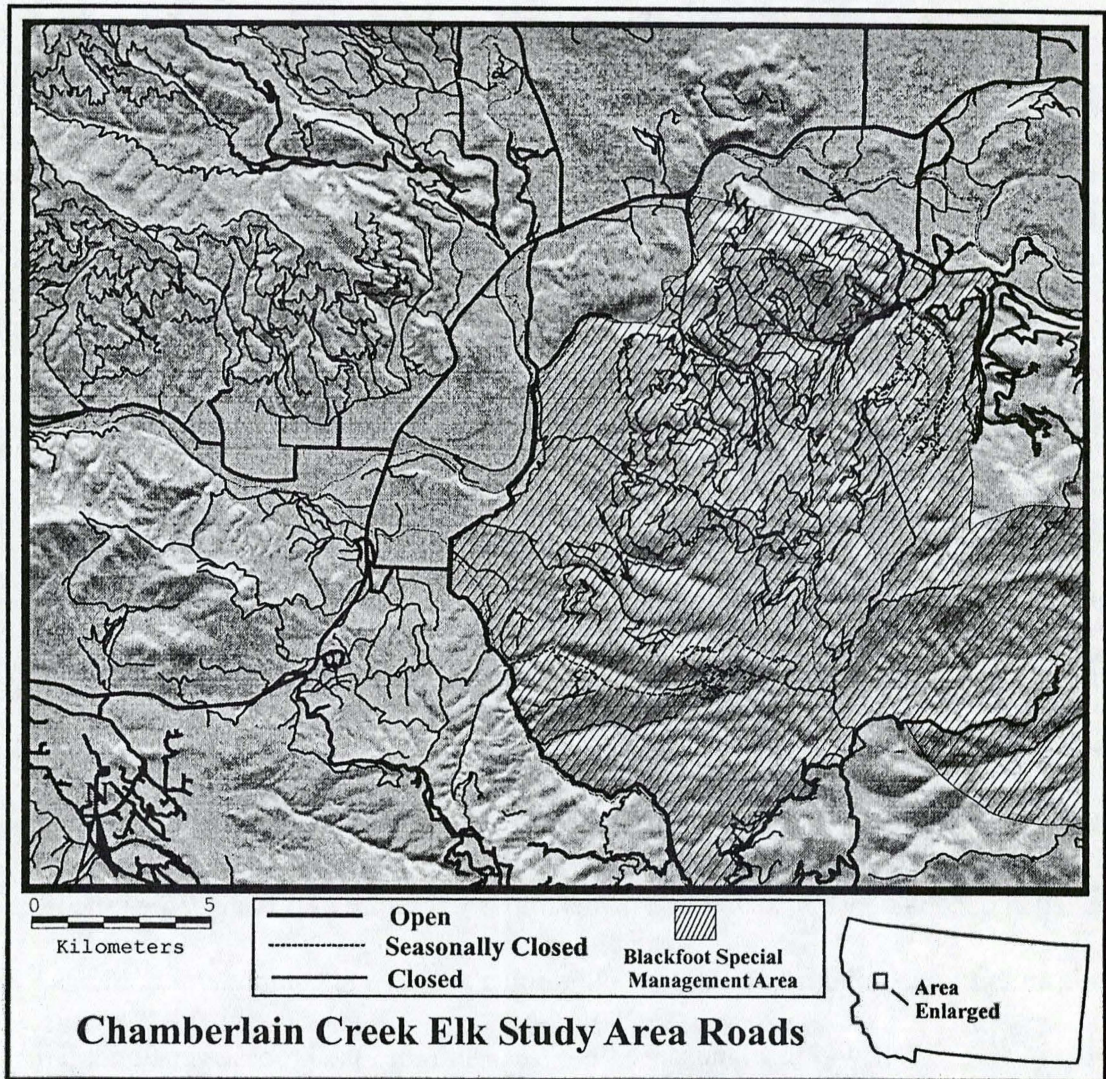 0 5
Kilometers
Open
Seasonally Closed
Closed
Blackfoot Special
Management Area
Area
Enlarged
Chamberlain Creek Elk Study Area Roads